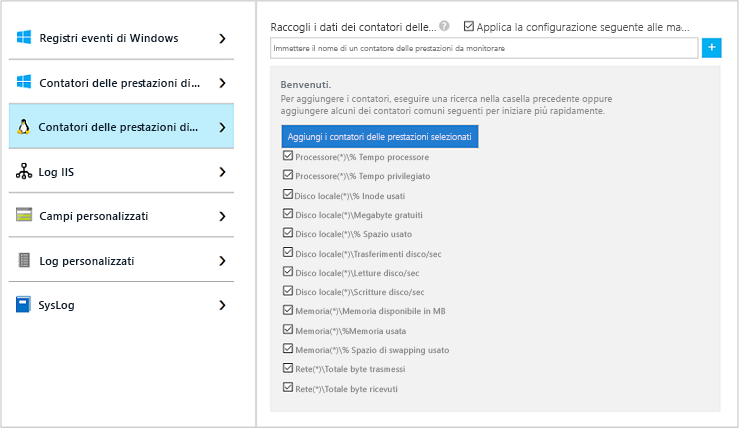 Registri eventi di Windows
Contatori delle prestazioni di...
Contatori delle prestazioni di...
Log IIS
Campi personalizzati
Log personalizzati
SysLog
Raccogli i dati dei contatori delle... ? Applica la configurazione seguente alle ma...
Immettere il nome di un contatore delle prestazioni da monitorare
+
Benvenuti.
Per aggiungere i contatori, eseguire una ricerca nella casella precedente oppure
aggiungere alcuni dei contatori comuni seguenti per iniziare più rapidamente.
Aggiungi i contatori delle prestazioni selezionati
Processore(*)\% Tempo processore
Processore(*)\% Tempo privilegiato
Disco locale(*)\% Inode usati
Disco locale(*)\Megabyte gratuiti
Disco locale(*)\% Spazio usato
Disco locale(*)\Trasferimenti disco/sec
Disco locale(*)\Letture disco/sec
Disco locale(*)\Scritture disco/sec
Memoria(*)\Memoria disponibile in MB
Memoria(*)\%Memoria usata
Memoria(*)\% Spazio di swapping usato
Rete(*)\Totale byte trasmessi
Rete(*)\Totale byte ricevuti